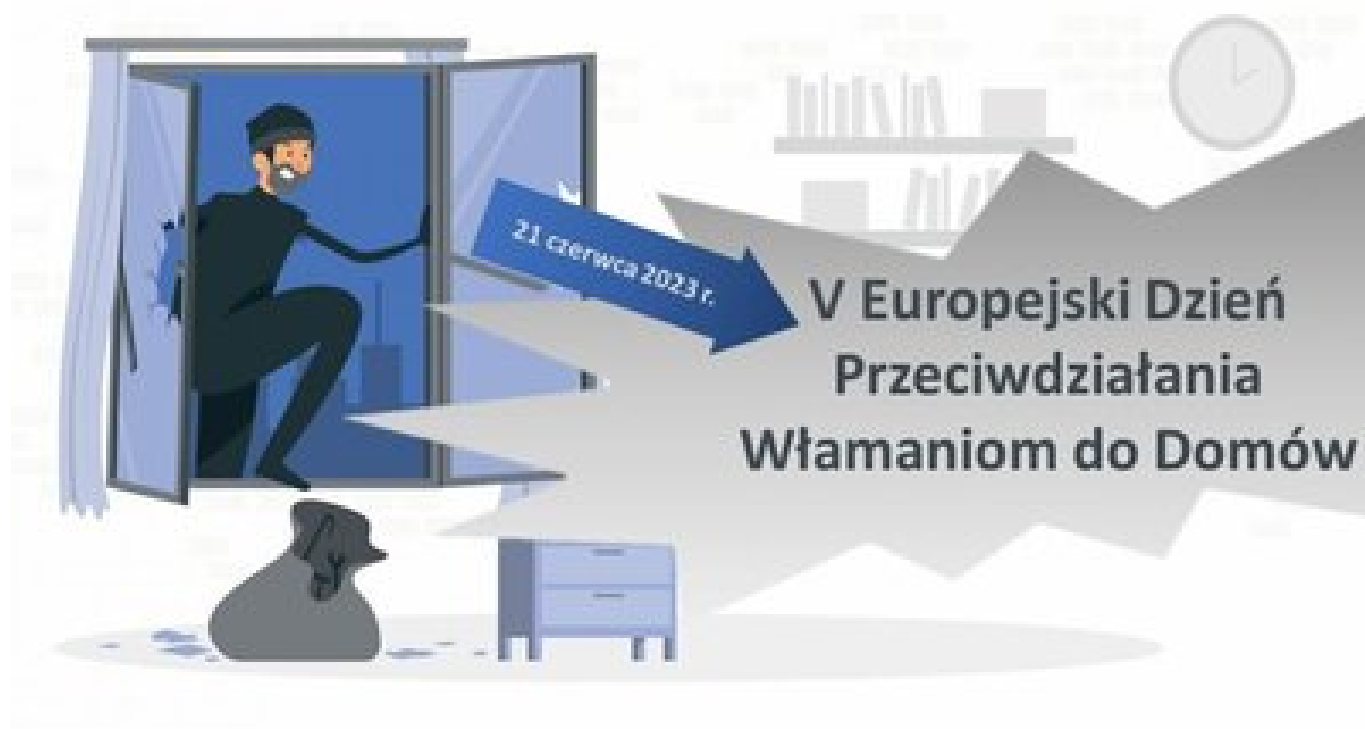 21 czerwca 2023 r.
V Europejski Dzień
Przeciwdziałania
Włamaniom do Domów